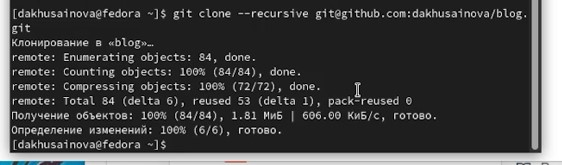 [dakhusainova@fedora ~]$ git clone --recursive git@github.com:dakhusainova/blog.
git
Клонирование в «blog»…
remote: Enumerating objects: 84, done.
remote: Counting objects: 100% (84/84), done.
remote: Compressing objects: 100% (72/72), done.
remote: Total 84 (delta 6), reused 53 (delta 1), pack-reused 0
Получение объектов: 100% (84/84), 1.81 МиБ | 606.00 КиБ/с, готово.
Определение изменений: 100% (6/6), готово.
[dakhusainova@fedora ~]$